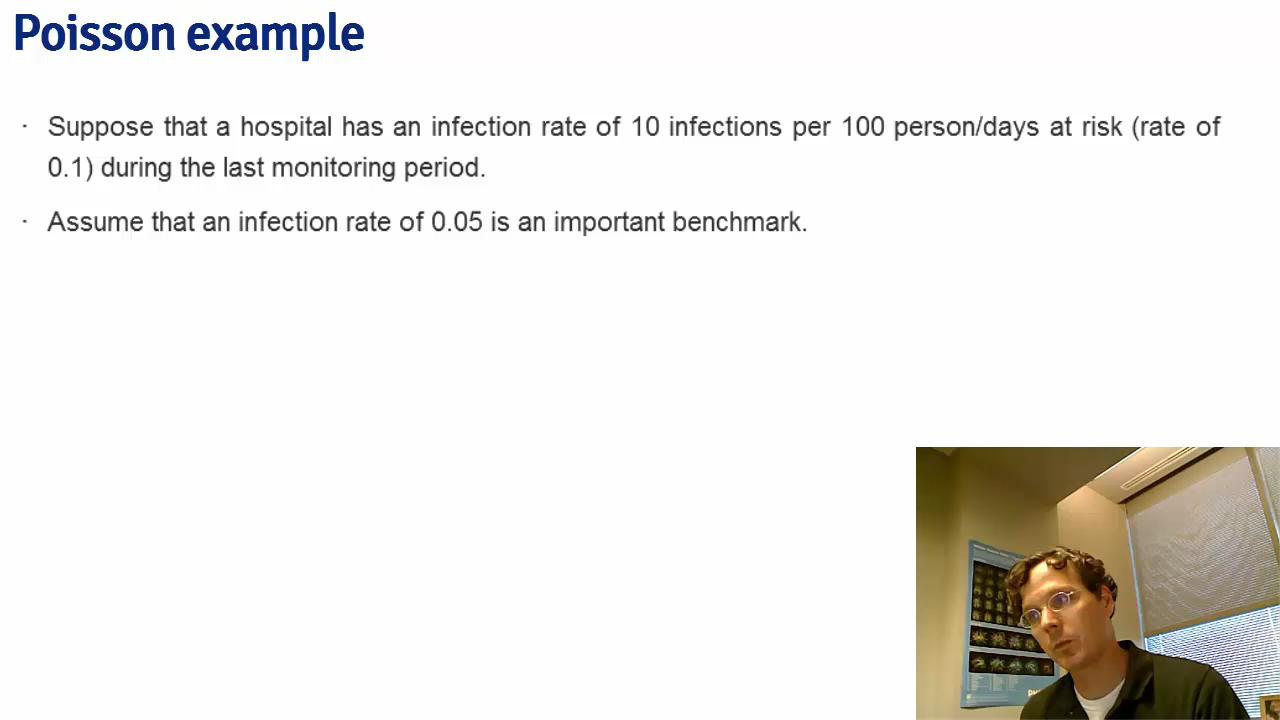 Poisson example
· Suppose that a hospital has an infection rate of 10 infections per 100 person/days at risk (rate of
0.1) during the last monitoring period.
· Assume that an infection rate of 0.05 is an important benchmark.